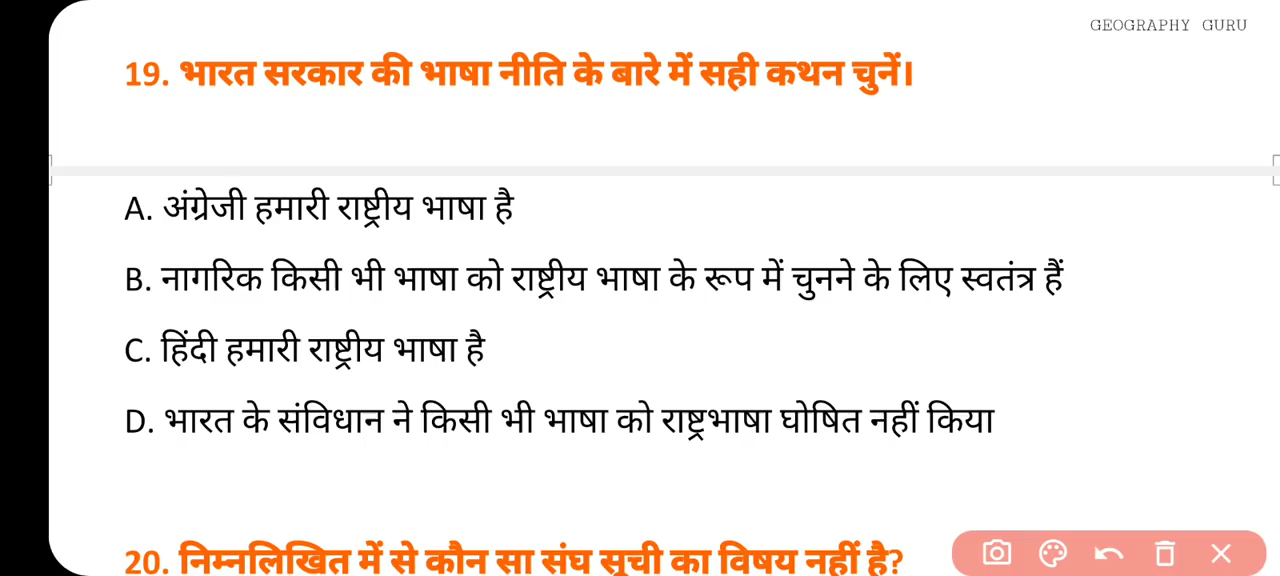 GEOGRAPHY GURU
19. भारत सरकार की भाषा नीति के बारे में सही कथन चुनें।
A. अंग्रेजी हमारी राष्ट्रीय भाषा है
B. नागरिक किसी भी भाषा को राष्ट्रीय भाषा के रूप में चुनने के लिए स्वतंत्र हैं
C. हिंदी हमारी राष्ट्रीय भाषा है
D. भारत के संविधान ने किसी भी भाषा को राष्ट्रभाषा घोषित नहीं किया
20. निम्नलिखित में से कौन सा संघ सूची का विषय नहीं है?